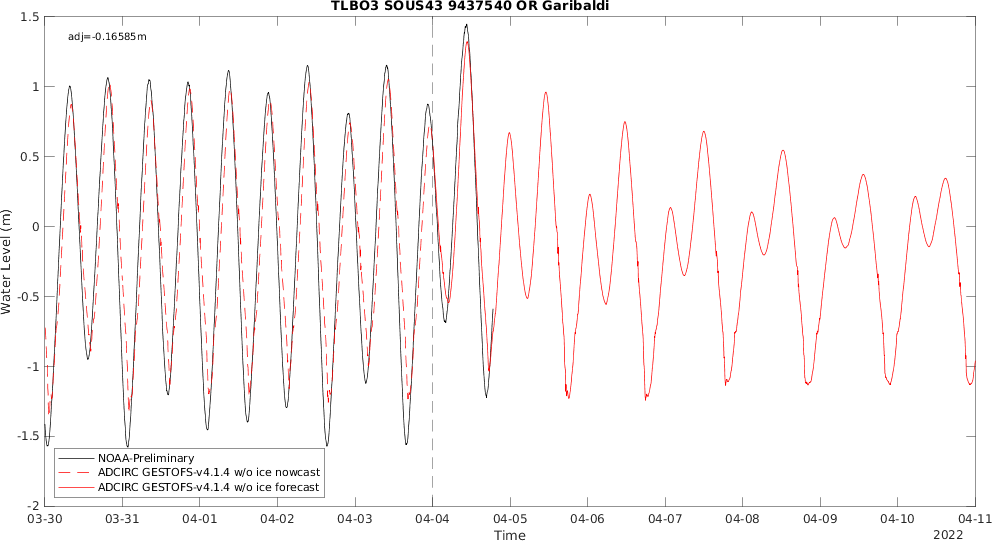 TLBO3 SOUS43 9437540 OR Garibaldi
adj=-0.16585m
1.5
1
0.5
0
-0.5
-1
-1.5
-2
Water Level (m)
NOAA-Preliminary
ADCIRC GESTOFS-v4.1.4 w/o ice nowcast
ADCIRC GESTOFS-v4.1.4 w/o ice forecast
03-30 03-31 04-01 04-02 04-03 04-04 04-05 04-06 04-07 04-08 04-09 04-10 04-11
Time
2022